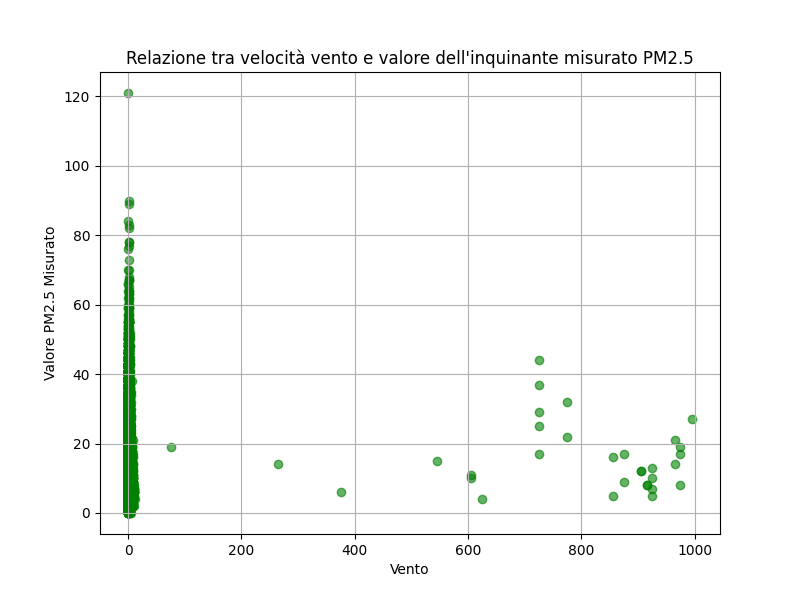 Relazione tra velocità vento e valore dell'inquinante misurato PM2.5
120
100
80
60
40
20
0
Valore PM2.5 Misurato
0 200 400 600 800 1000
Vento